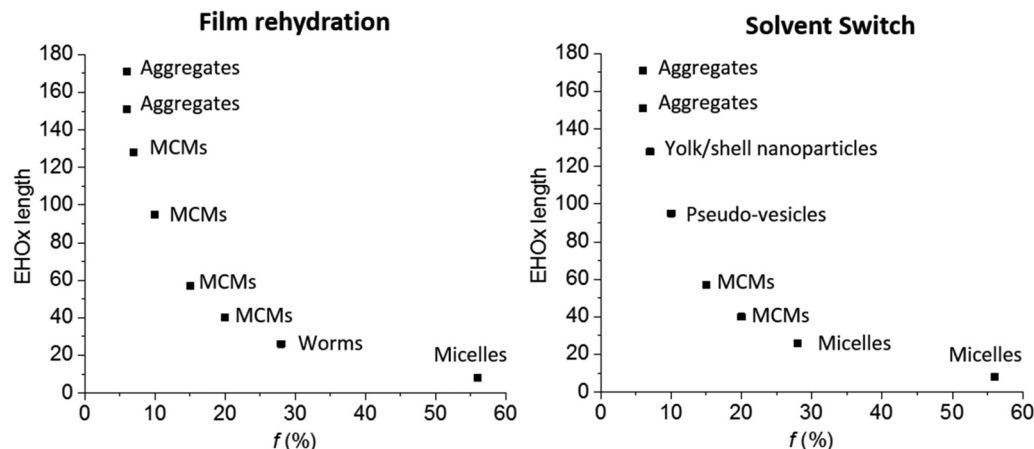 Film rehydration
EHOx length
180
160
140
120
100
80
60
40
20
0
Aggregates
Aggregates
MCMs
MCMs
MCMs
MCMs
Worms
Micelles
0 10 20 30 40 50 60
f (%)
Solvent Switch
EHOx length
180
160
140
120
100
80
60
40
20
0
Aggregates
Aggregates
Yolk/shell nanoparticles
Pseudo-vesicles
MCMs
MCMs
Micelles
Micelles
0 10 20 30 40 50 60
f (%)